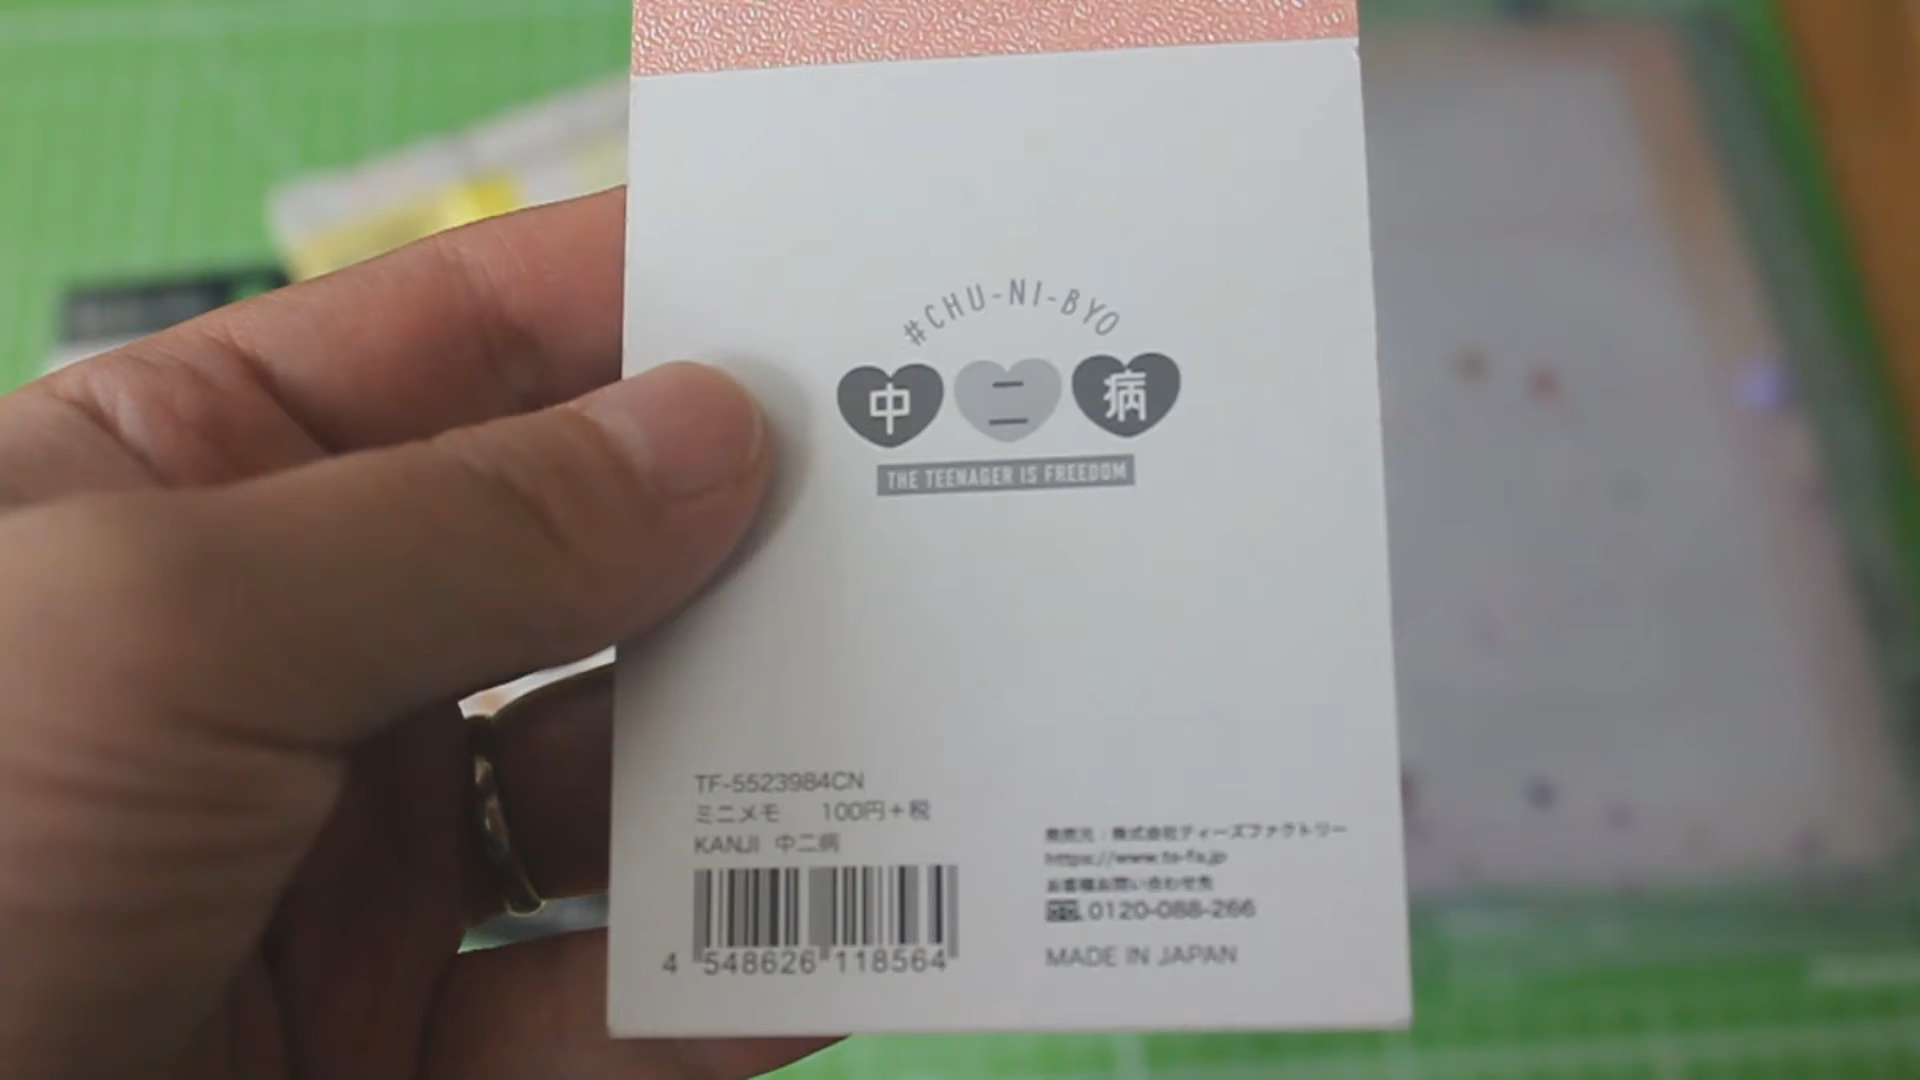 #CHU-NI-BYO
中二病
THE TEENAGER IS FREEDOM
TF-5523984CN
ミニメモ 100円+税
KANJI 中二病
4 548626 118564
発売元：株式会社ティーズファクトリー
https://www.ts-fa.jp
お客様お問い合わせ先
0120-088-266
MADE IN JAPAN